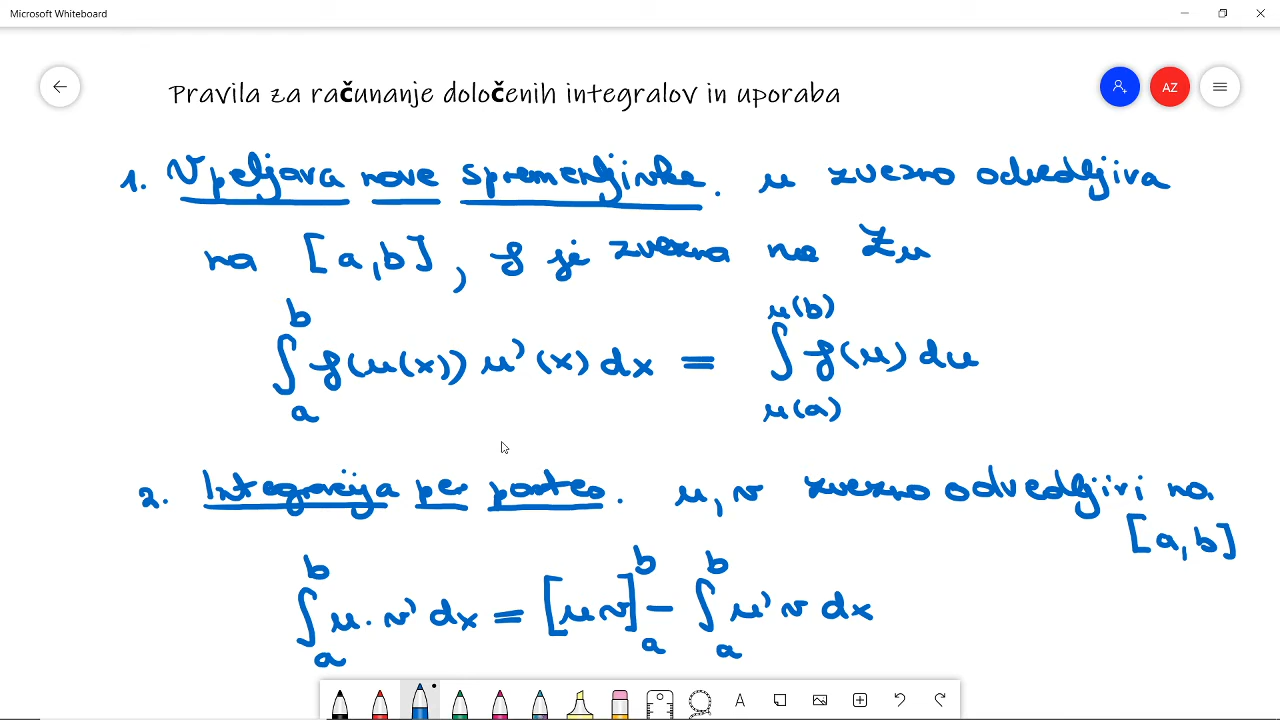 Microsoft Whiteboard
Pravila za računanje določenih integralov in uporaba
AZ
1. Vpeljava nove spremenljivke. u zvezno odvedljiva
na [a,b], f je zvezna na Zu
∫_a^b f(u(x)) u'(x) dx = ∫_{u(a)}^{u(b)} f(u) du
2. Integracija per partes. u, v zvezno odvedljivi na
[a,b]
∫_a^b u · v' dx = [uv]_a^b - ∫_a^b u' v dx
A